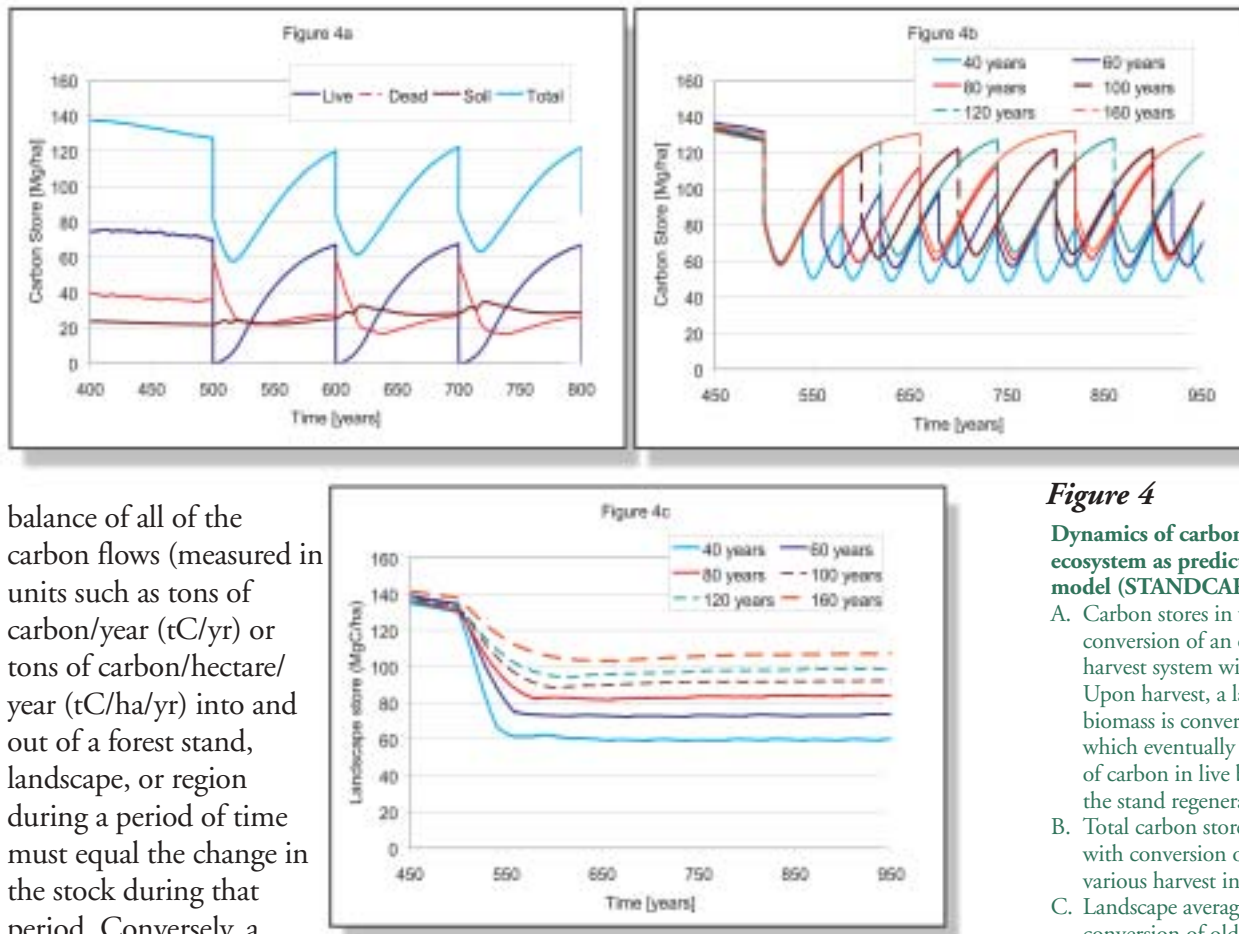 Figure 4a
Live Dead Soil Total
Carbon Store [Mg/ha]
160
140
120
100
80
60
40
20
0
400 450 500 550 600 650 700 750 800
Time [years]
Figure 4b
40 years 60 years
80 years 100 years
120 years 160 years
Carbon Store [Mg/ha]
160
140
120
100
80
60
40
20
0
450 550 650 750 850 950
Time [years]
balance of all of the
carbon flows (measured in
units such as tons of
carbon/year (tC/yr) or
tons of carbon/hectare/
year (tC/ha/yr) into and
out of a forest stand,
landscape, or region
during a period of time
must equal the change in
the stock during that
period. Conversely, a
Figure 4c
40 years 60 years
80 years 100 years
120 years 160 years
Landscape store (MgC/ha)
160
140
120
100
80
60
40
20
0
450 550 650 750 850 950
Time [years]
Figure 4
Dynamics of carbon
ecosystem as predic
model (STANDCA
A. Carbon stores in
conversion of an
harvest system wi
Upon harvest, a l
biomass is conver
which eventually
of carbon in live
the stand regenera
B. Total carbon store
with conversion o
various harvest in
C. Landscape averag
conversion of old